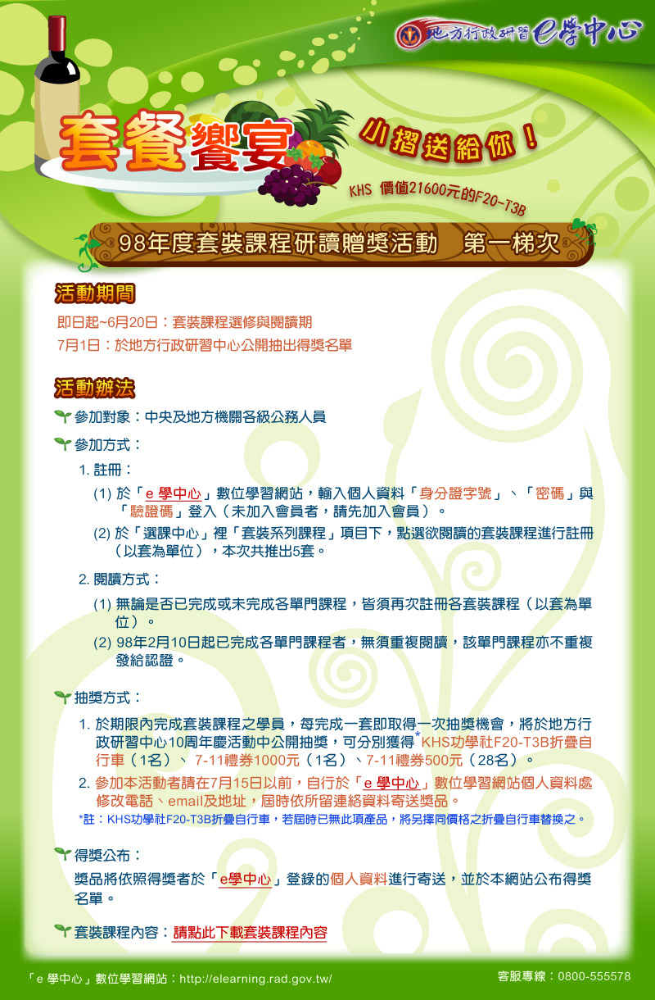 地方行政研習e學中心
套餐饗宴
小摺送給你！
KHS 價值21600元的F20-T3B
98年度套裝課程研讀贈獎活動　第一梯次
活動期間
即日起~6月20日：套裝課程選修與閱讀期
7月1日：於地方行政研習中心公開抽出得獎名單
活動辦法
參加對象：中央及地方機關各級公務人員
參加方式：
1. 註冊：
(1) 於「e 學中心」數位學習網站，輸入個人資料「身分證字號」、「密碼」與
「驗證碼」登入（未加入會員者，請先加入會員）。
(2) 於「選課中心」裡「套裝系列課程」項目下，點選欲閱讀的套裝課程進行註冊
（以套為單位），本次共推出5套。
2. 閱讀方式：
(1) 無論是否已完成或未完成各單門課程，皆須再次註冊各套裝課程（以套為單
位）。
(2) 98年2月10日起已完成各單門課程者，無須重複閱讀，該單門課程亦不重複
發給認證。
抽獎方式：
1. 於期限內完成套裝課程之學員，每完成一套即取得一次抽獎機會，將於地方行
政研習中心10周年慶活動中公開抽獎，可分別獲得*KHS功學社F20-T3B折疊自
行車（1名）、 7-11禮券1000元（1名）、7-11禮券500元（28名）。
2. 參加本活動者請在7月15日以前，自行於「e 學中心」數位學習網站個人資料處
修改電話、email及地址，屆時依所留連絡資料寄送獎品。
*註：KHS功學社F20-T3B折疊自行車，若屆時已無此項產品，將另擇同價格之折疊自行車替換之。
得獎公布：
獎品將依照得獎者於「e學中心」登錄的個人資料進行寄送，並於本網站公布得獎
名單。
套裝課程內容：請點此下載套裝課程內容
「e 學中心」數位學習網站：http://elearning.rad.gov.tw/
客服專線：0800-555578